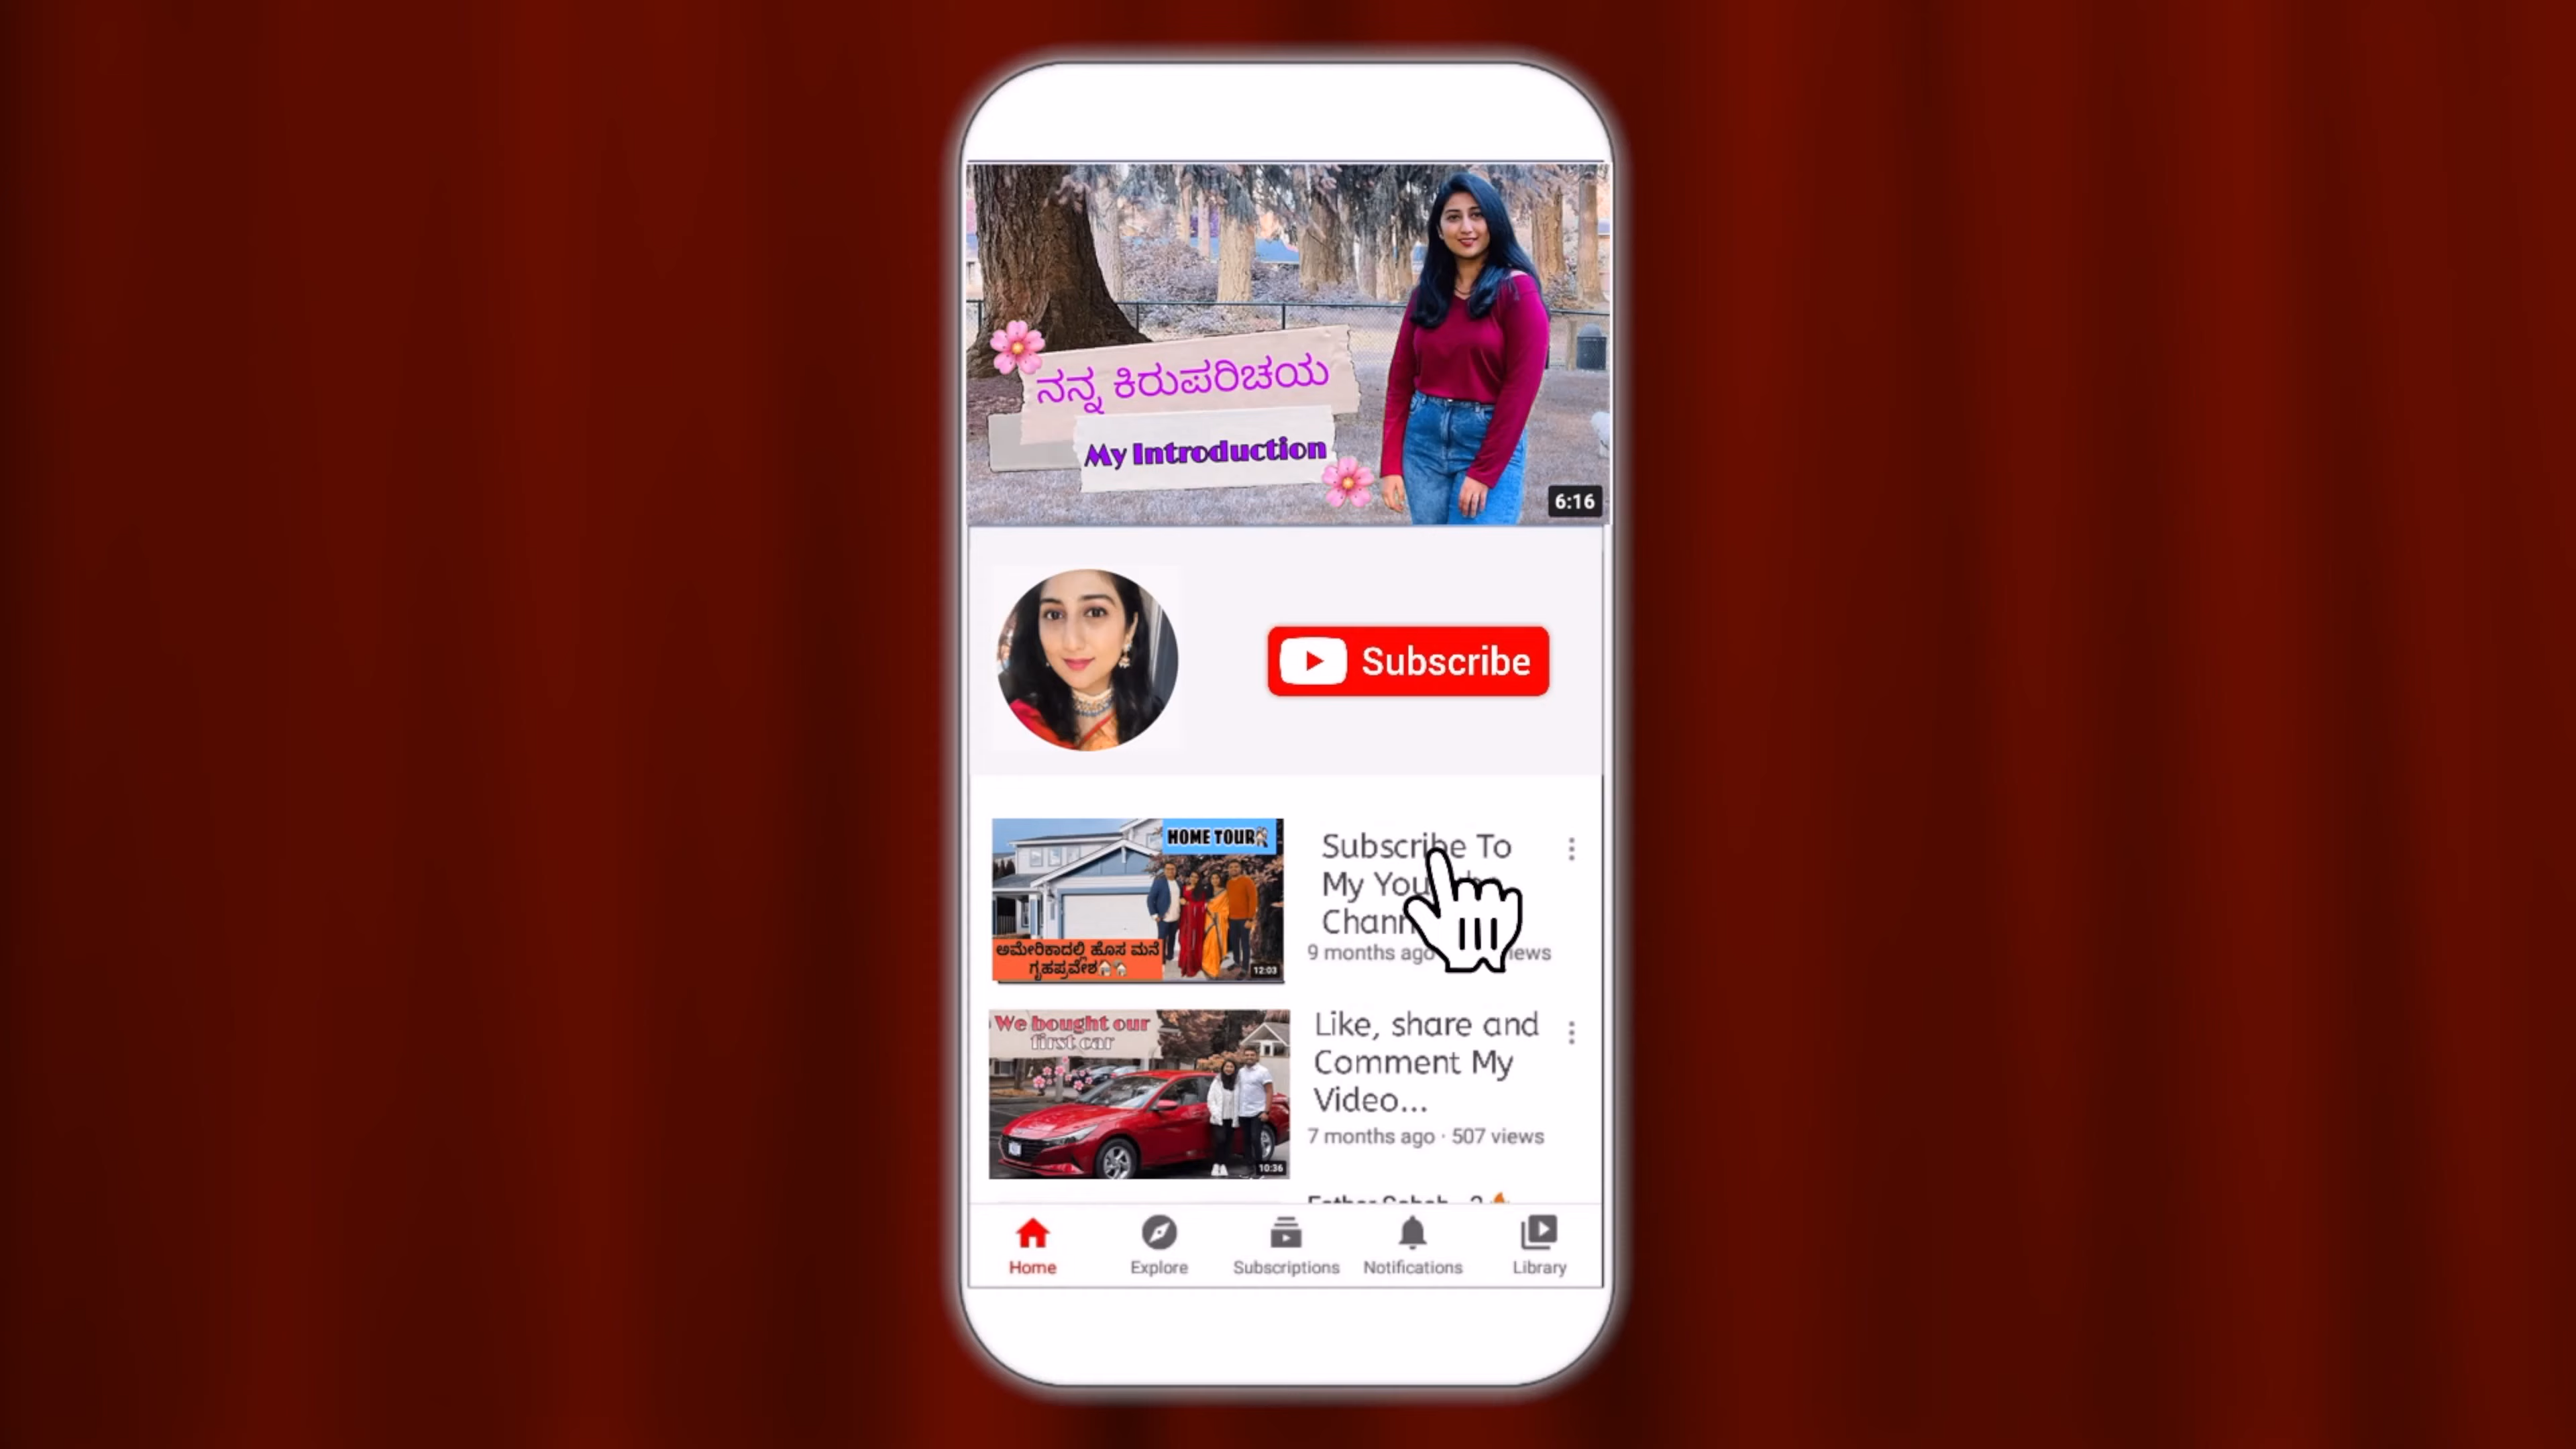 ನನ್ನ ಕಿರುಪರಿಚಯ
My Introduction
6:16
Subscribe
HOME TOUR
ಅಮೇರಿಕಾದಲ್ಲಿ ಹೊಸ ಮನೆ
ಗೃಹಪ್ರವೇಶ
12:03
Subscribe To
My
9 months ago
We bought our
first car
10:36
Like, share and
Comment My
Video...
7 months ago · 507 views
Home
Explore
Subscriptions
Notifications
Library